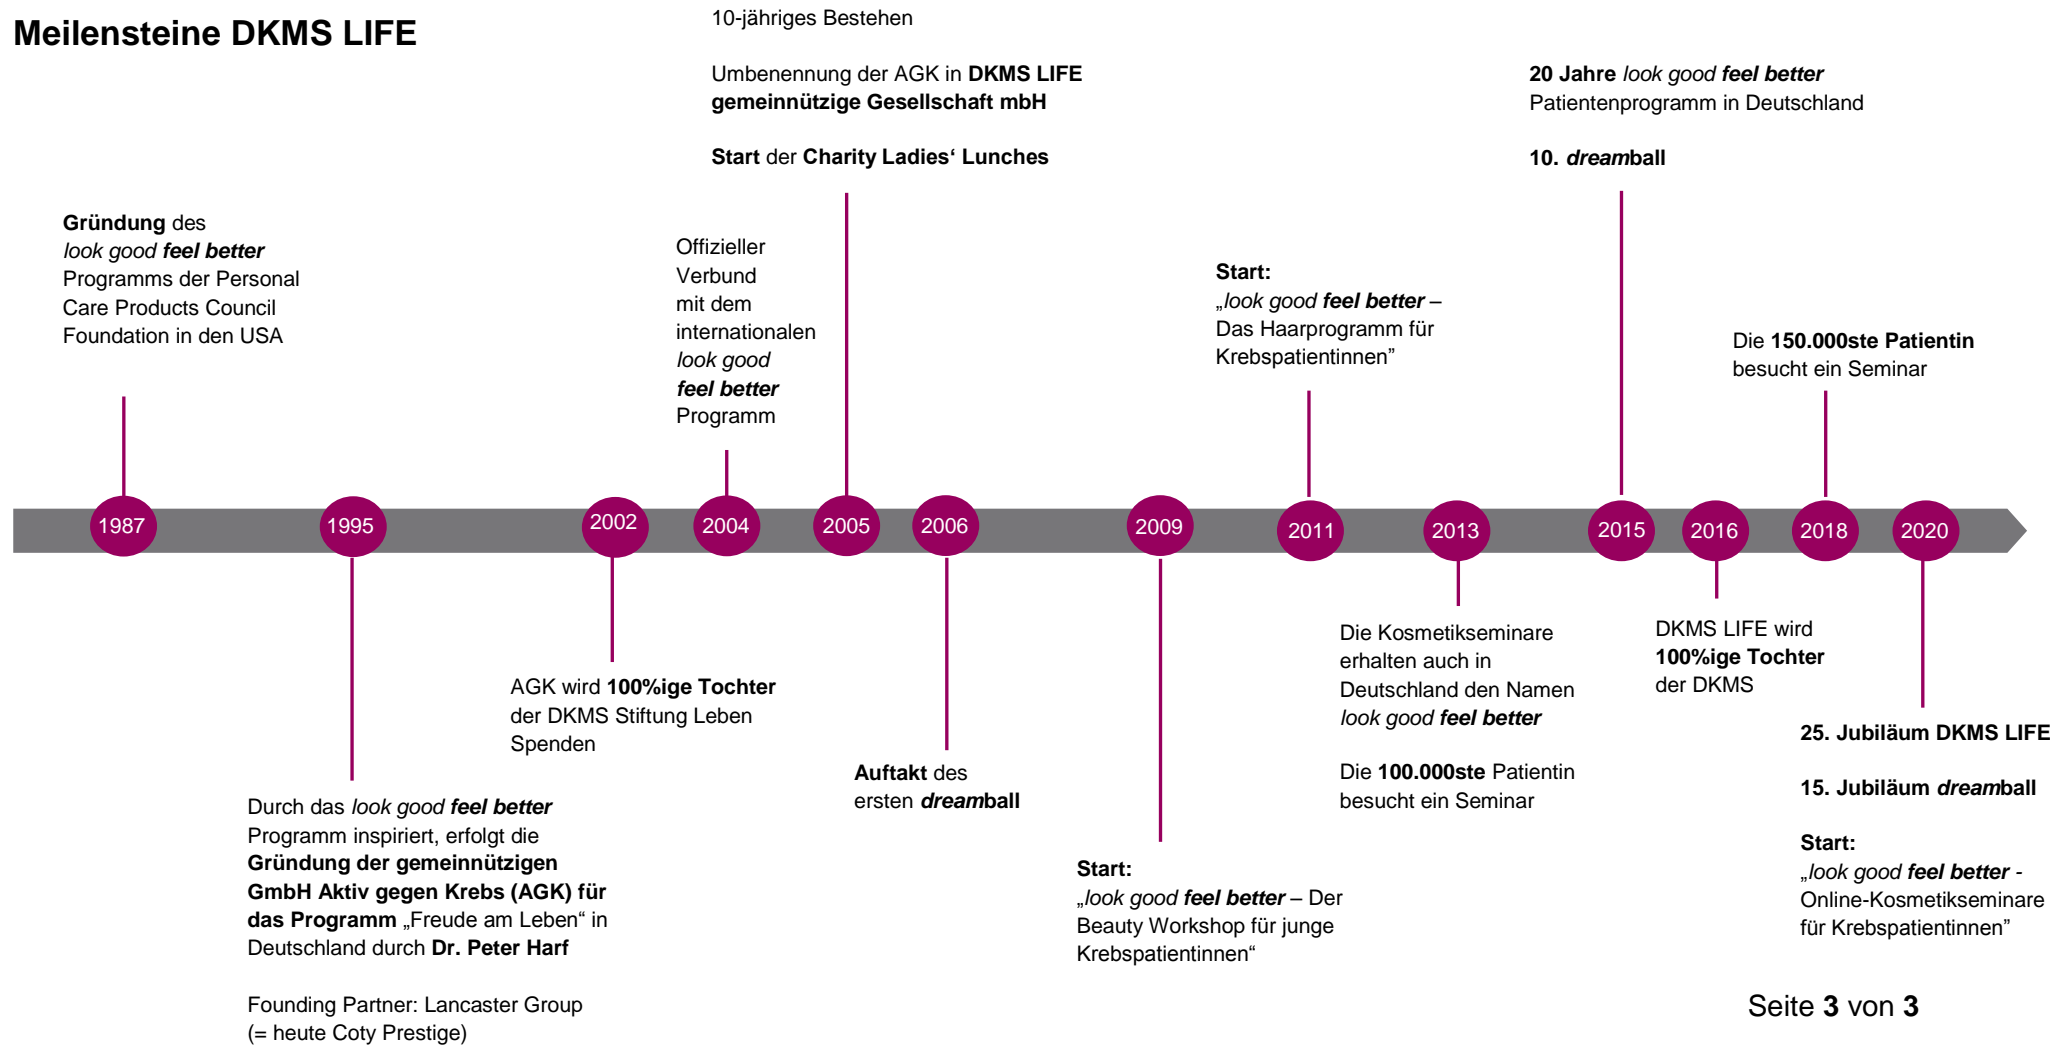 Meilensteine DKMS LIFE
10-jähriges Bestehen
Umbenennung der AGK in DKMS LIFE
gemeinnützige Gesellschaft mbH
Start der Charity Ladies‘ Lunches
20 Jahre look good feel better
Patientenprogramm in Deutschland
10. dreamball
Gründung des
look good feel better
Programms der Personal
Care Products Council
Foundation in den USA
Offizieller
Verbund
mit dem
internationalen
look good
feel better
Programm
Start:
„look good feel better –
Das Haarprogramm für
Krebspatientinnen”
Die 150.000ste Patientin
besucht ein Seminar
1987
1995
2002
2004
2005
2006
2009
2011
2013
2015
2016
2018
2020
Durch das look good feel better
Programm inspiriert, erfolgt die
Gründung der gemeinnützigen
GmbH Aktiv gegen Krebs (AGK) für
das Programm „Freude am Leben“ in
Deutschland durch Dr. Peter Harf
Founding Partner: Lancaster Group
(= heute Coty Prestige)
AGK wird 100%ige Tochter
der DKMS Stiftung Leben
Spenden
Auftakt des
ersten dreamball
Start:
„look good feel better – Der
Beauty Workshop für junge
Krebspatientinnen“
Die Kosmetikseminare
erhalten auch in
Deutschland den Namen
look good feel better
Die 100.000ste Patientin
besucht ein Seminar
DKMS LIFE wird
100%ige Tochter
der DKMS
25. Jubiläum DKMS LIFE
15. Jubiläum dreamball
Start:
„look good feel better -
Online-Kosmetikseminare
für Krebspatientinnen”
Seite 3 von 3